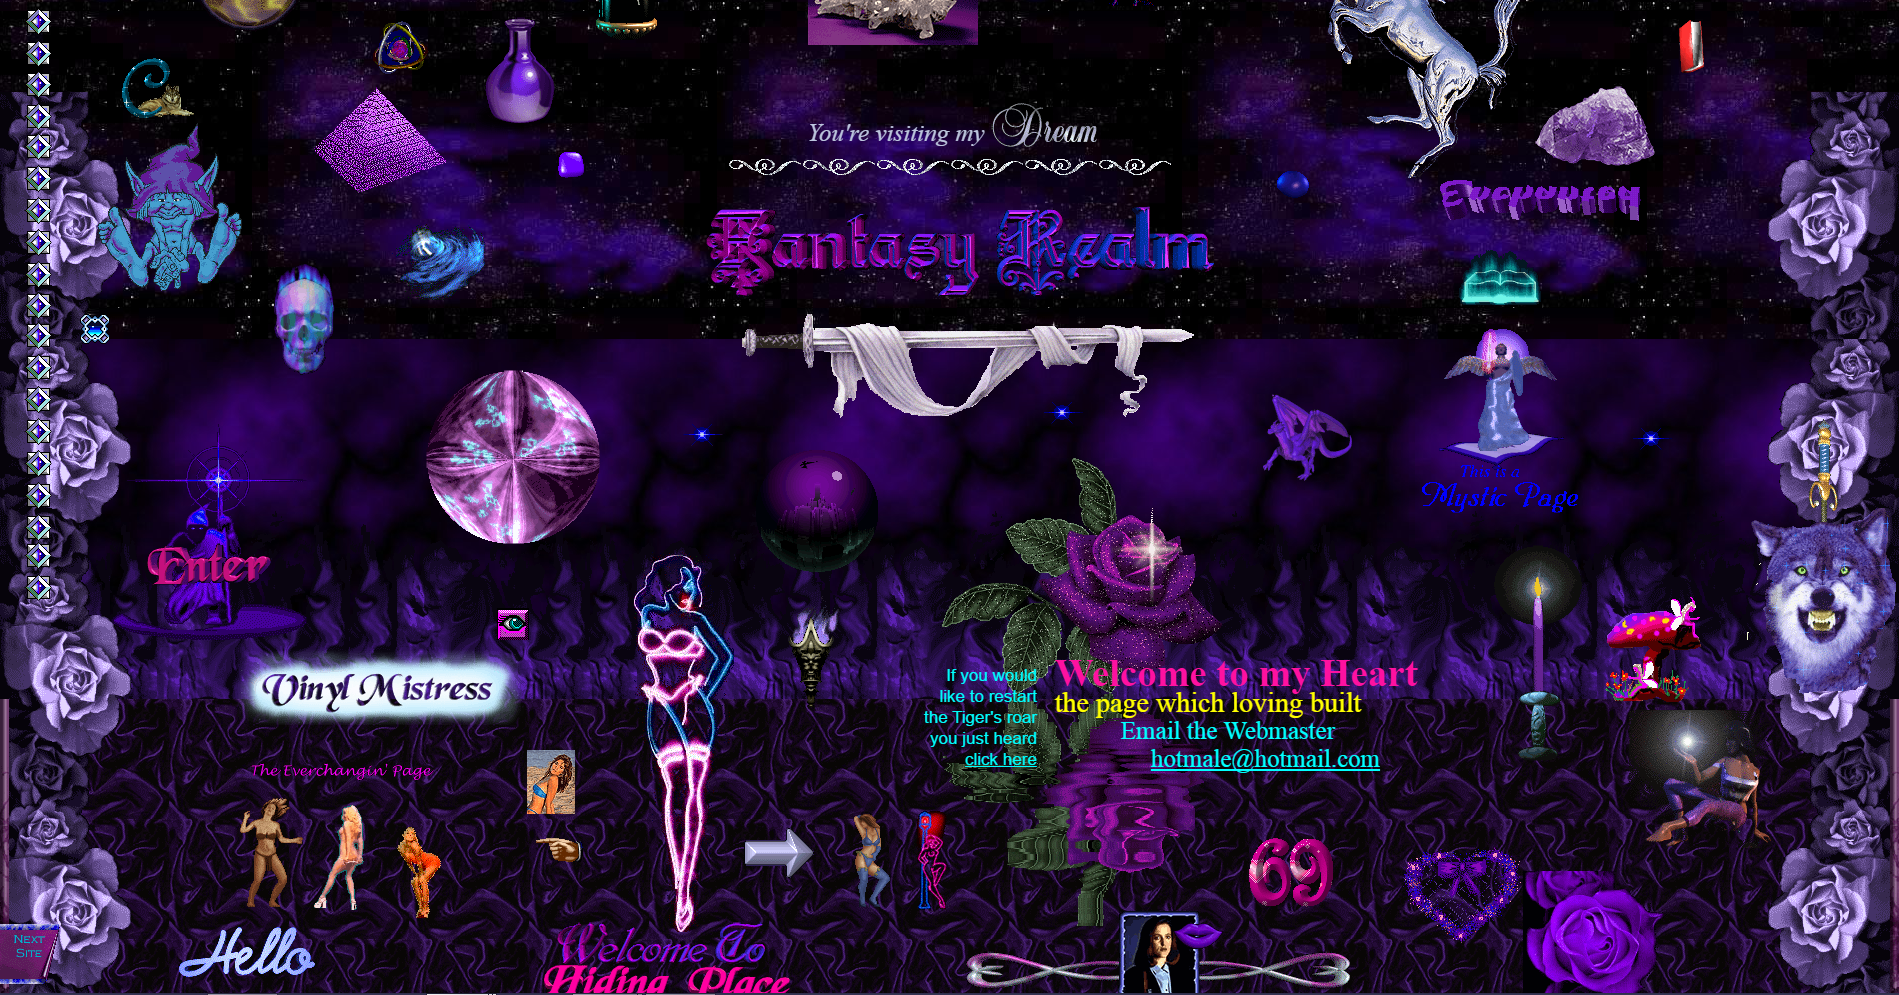 You're visiting my Dream
Fantasy Realm
This is a
Mystic Page
Enter
Vinyl Mistress
If you would
like to restart
the Tiger's roar
you just heard
click here
Welcome to my Heart
the page which loving built
Email the Webmaster
hotmale@hotmail.com
The Everchangin' Page
69
Hello
Welcome To
Hiding Place
Next
Site